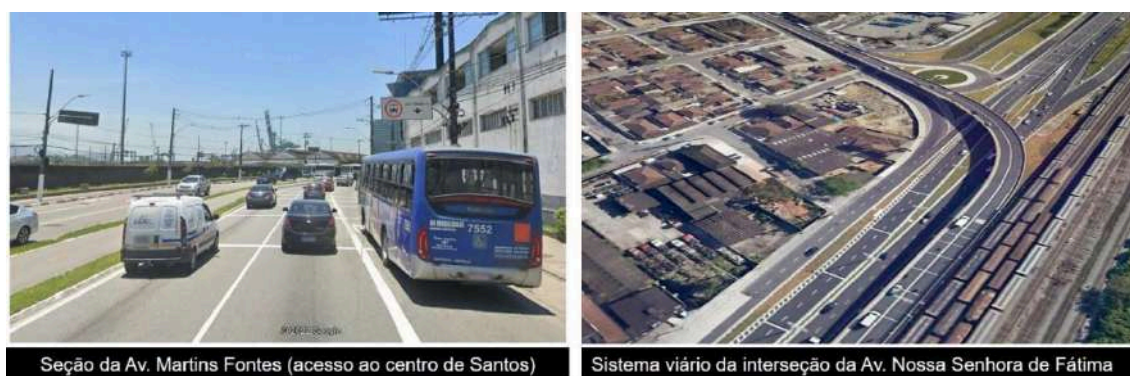 7552
Seção da Av. Martins Fontes (acesso ao centro de Santos)
Sistema viário da interseção da Av. Nossa Senhora de Fátima